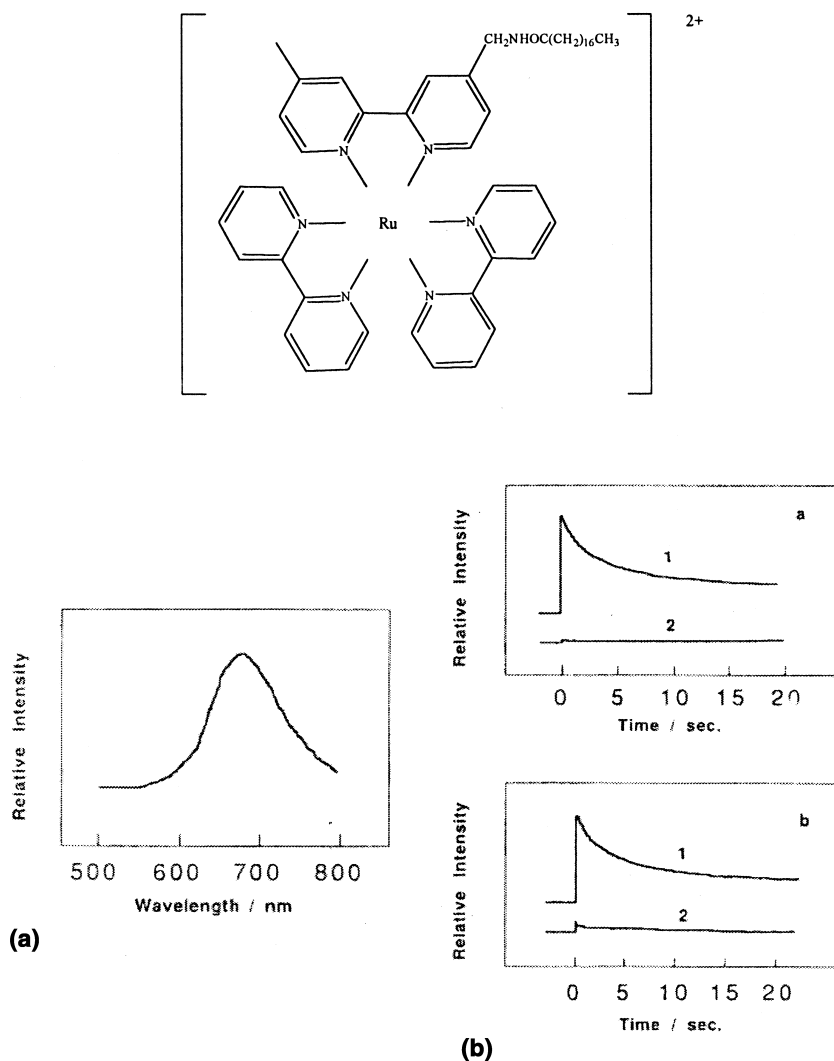 2+
CH₂NHOC(CH₂)₁₆CH₃
N N
N Ru N
N N
Relative Intensity
a
1
2
0 5 10 15 20
Time / sec.
Relative Intensity
500 600 700 800
Wavelength / nm
(a)
Relative Intensity
b
1
2
0 5 10 15 20
Time / sec.
(b)